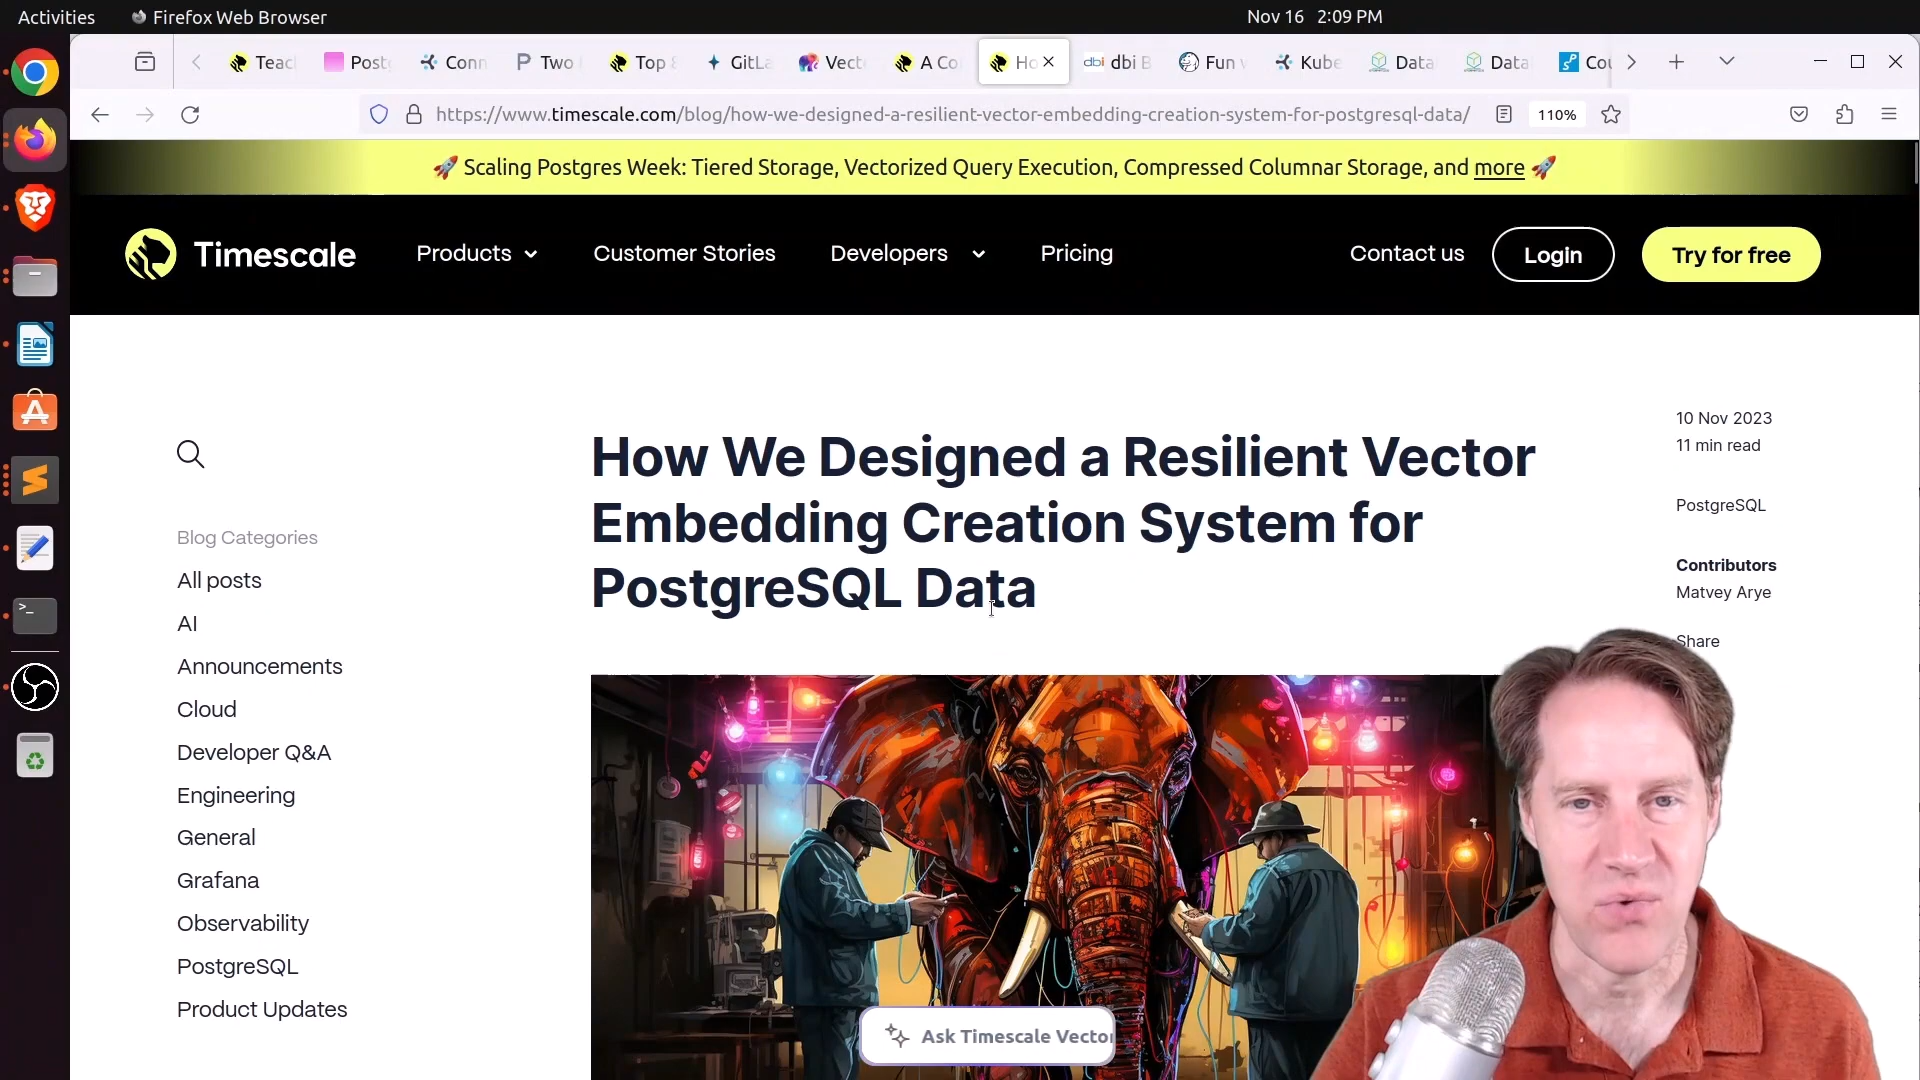 Activities
Firefox Web Browser
Nov 16 2:09 PM
Teac
Postg
Conn
Two
Top 8
GitLa
Vecto
A Co
Ho
dbi B
Fun w
Kube
Data
Data
Cou
https://www.timescale.com/blog/how-we-designed-a-resilient-vector-embedding-creation-system-for-postgresql-data/
110%
🚀 Scaling Postgres Week: Tiered Storage, Vectorized Query Execution, Compressed Columnar Storage, and more 🚀
Timescale
Products
Customer Stories
Developers
Pricing
Contact us
Login
Try for free
Blog Categories
All posts
AI
Announcements
Cloud
Developer Q&A
Engineering
General
Grafana
Observability
PostgreSQL
Product Updates
How We Designed a Resilient Vector
Embedding Creation System for
PostgreSQL Data
10 Nov 2023
11 min read
PostgreSQL
Contributors
Matvey Arye
Share
Ask Timescale Vector